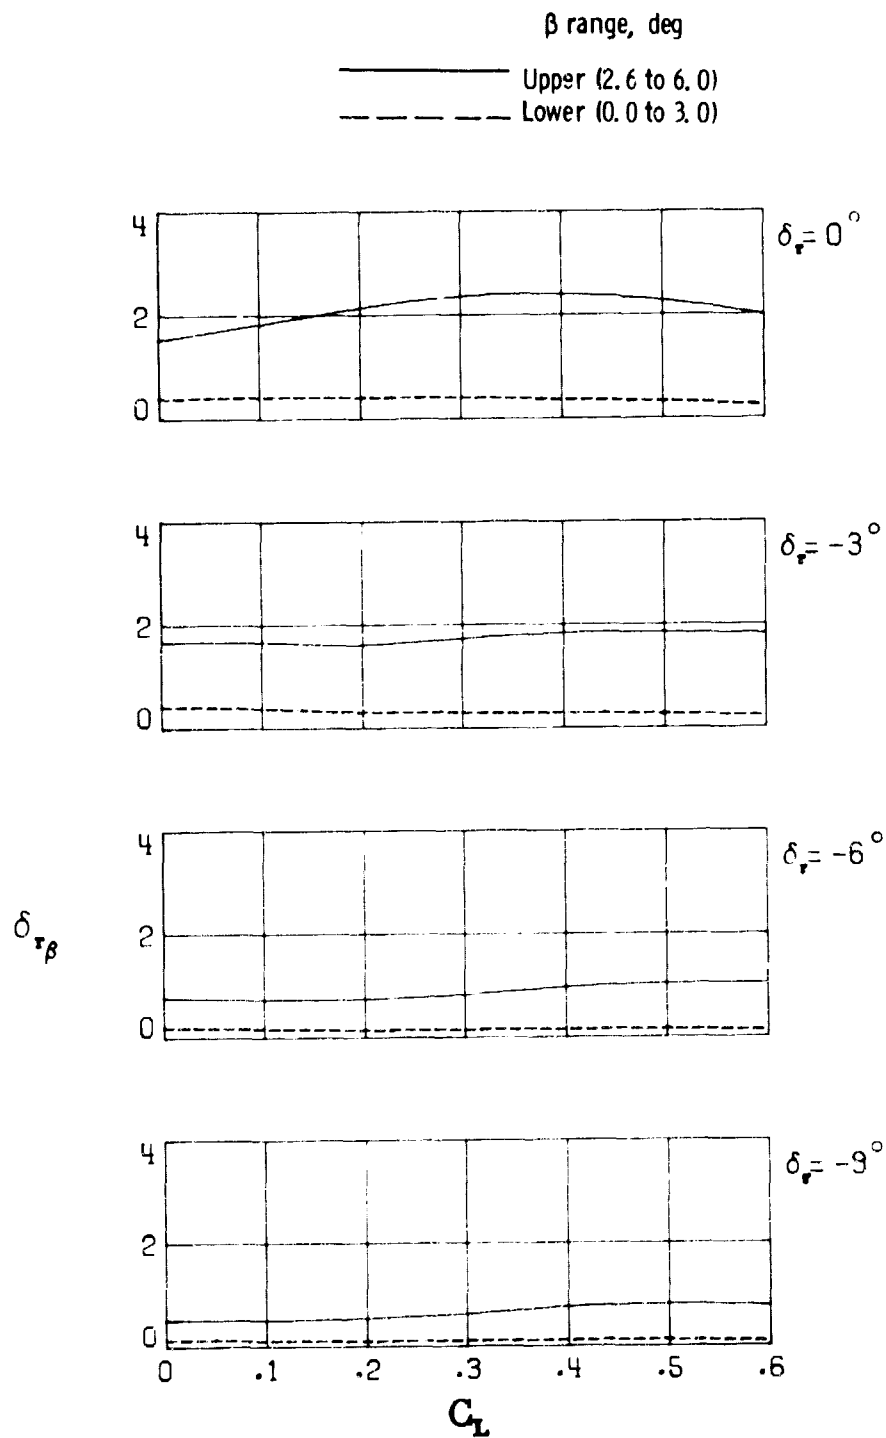 β range, deg
Upper (2.6 to 6.0)
Lower (0.0 to 3.0)
4
2
0
δr= 0°
4
2
0
δr= -3°
4
2
0
δr= -6°
δrβ
4
2
0
δr= -9°
0 .1 .2 .3 .4 .5 .6
CL